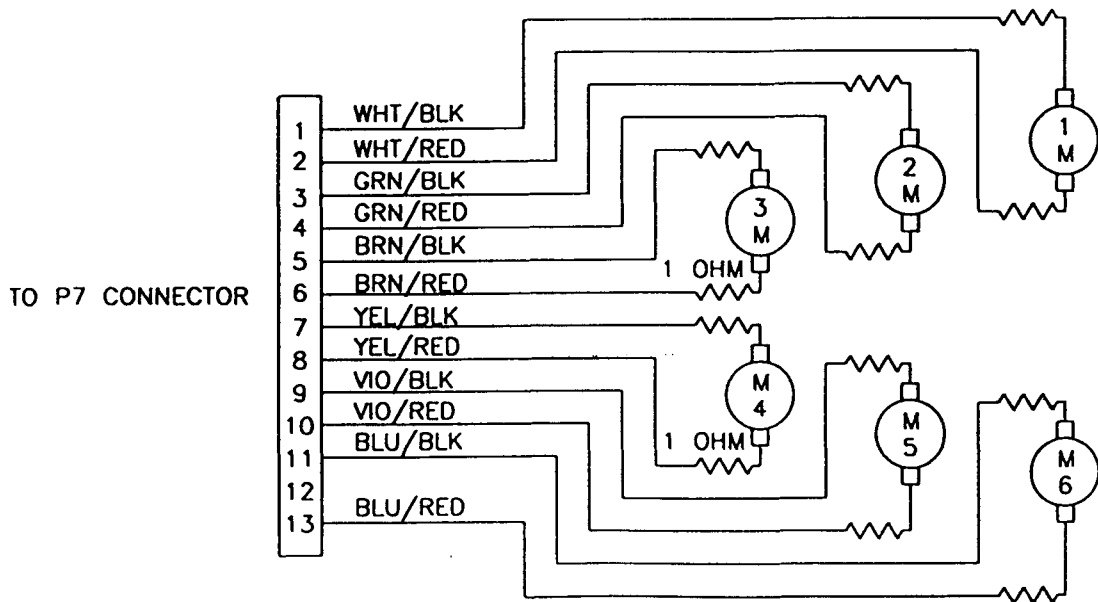 TO P7 CONNECTOR
1 WHT/BLK
2 WHT/RED
3 GRN/BLK
4 GRN/RED
5 BRN/BLK
6 BRN/RED
7 YEL/BLK
8 YEL/RED
9 VIO/BLK
10 VIO/RED
11 BLU/BLK
12
13 BLU/RED
1
M
2
M
3
M
1 OHM
M
4
1 OHM
M
5
M
6